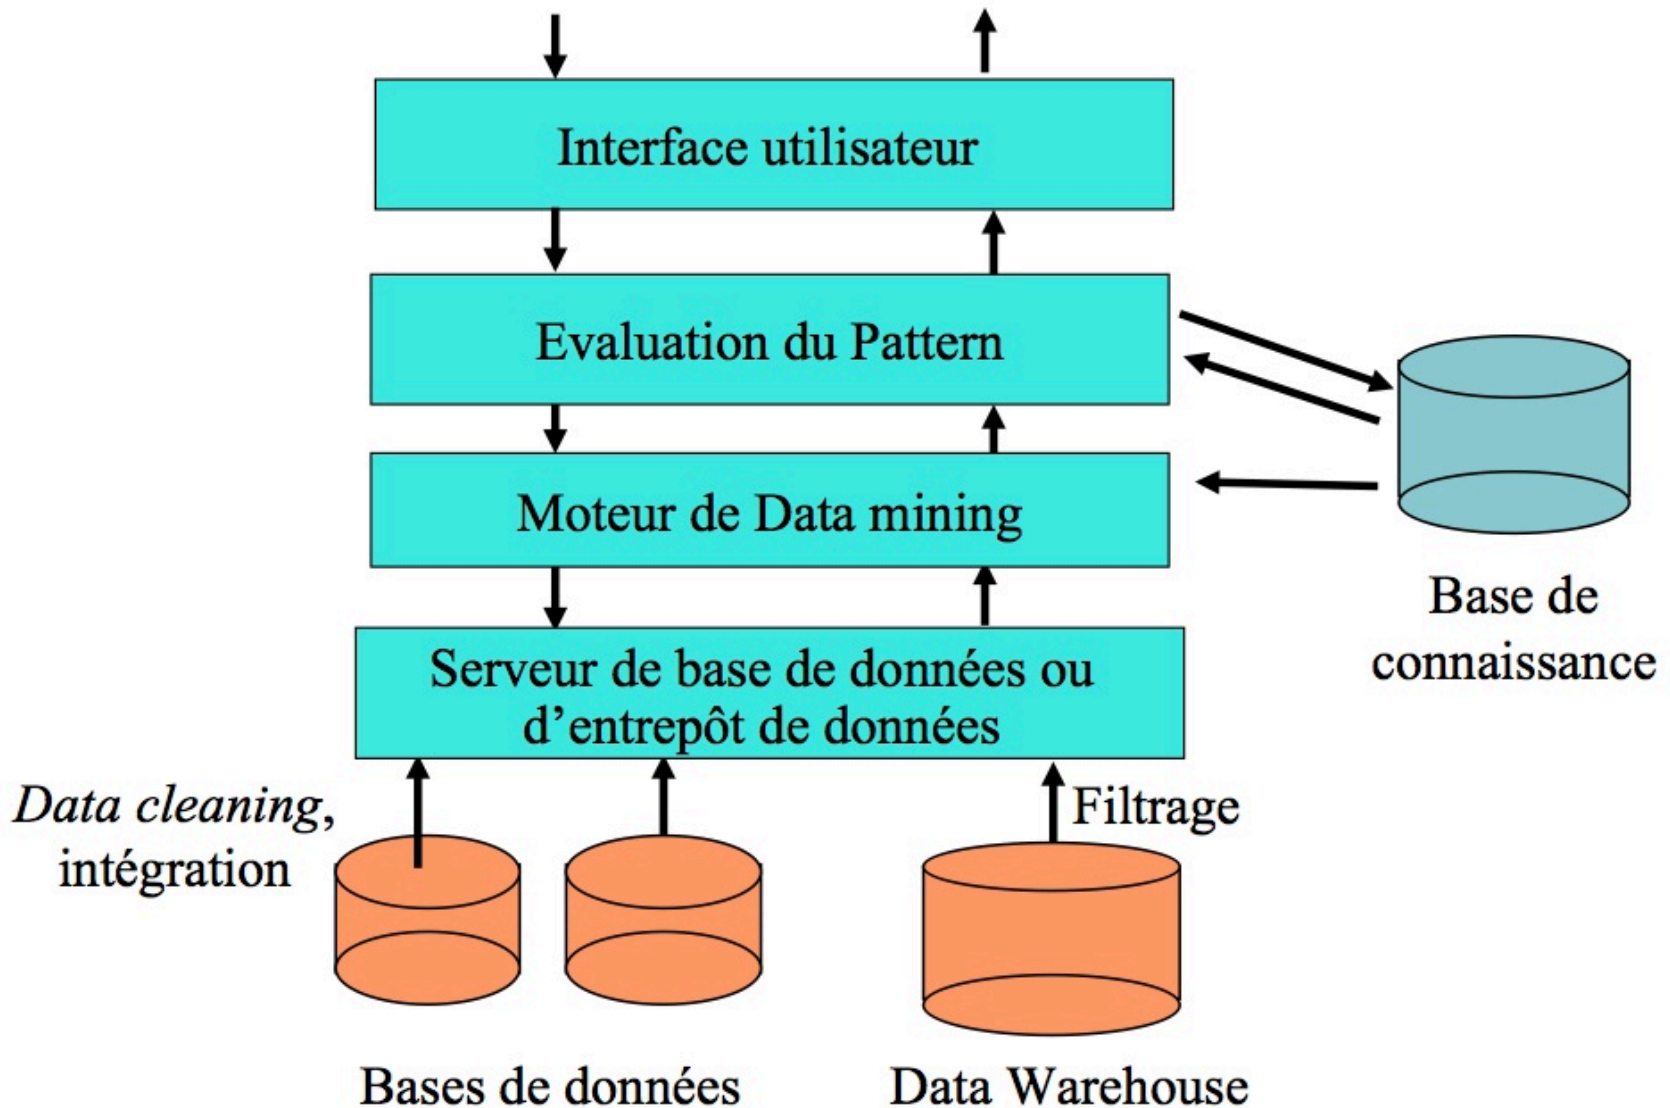 Interface utilisateur
Evaluation du Pattern
Moteur de Data mining
Base de
connaissance
Serveur de base de données ou
d’entrepôt de données
Data cleaning,
intégration
Filtrage
Bases de données
Data Warehouse